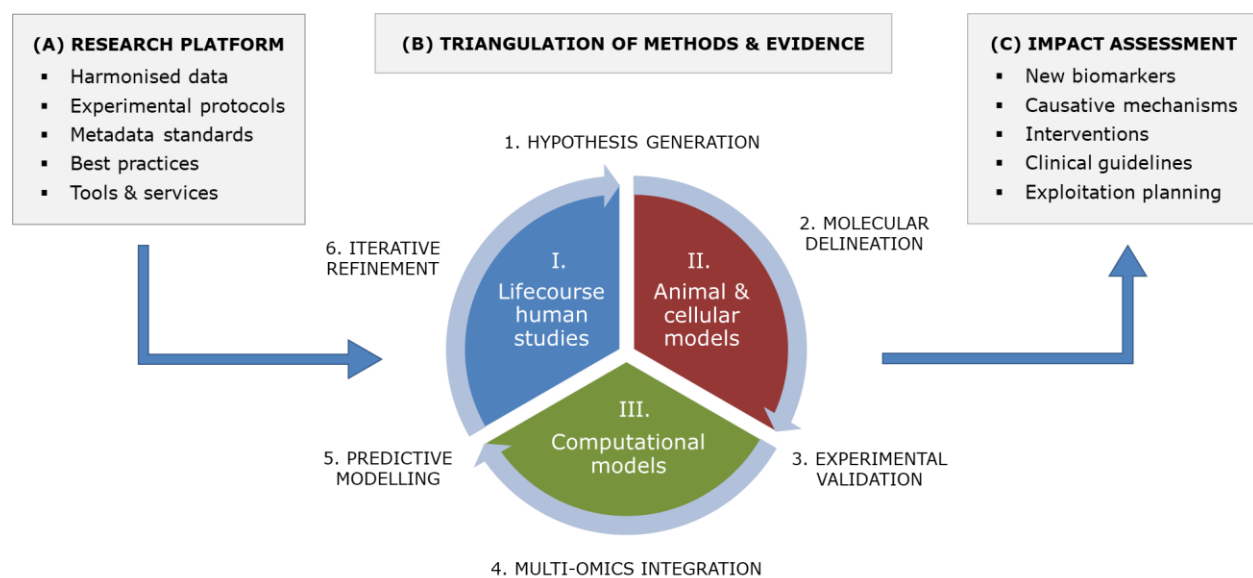 (A) RESEARCH PLATFORM
▪ Harmonised data
▪ Experimental protocols
▪ Metadata standards
▪ Best practices
▪ Tools & services
(B) TRIANGULATION OF METHODS & EVIDENCE
(C) IMPACT ASSESSMENT
▪ New biomarkers
▪ Causative mechanisms
▪ Interventions
▪ Clinical guidelines
▪ Exploitation planning
1. HYPOTHESIS GENERATION
2. MOLECULAR
DELINEATION
3. EXPERIMENTAL
VALIDATION
4. MULTI-OMICS INTEGRATION
5. PREDICTIVE
MODELLING
6. ITERATIVE
REFINEMENT
I.
Lifecourse
human
studies
II.
Animal &
cellular
models
III.
Computational
models